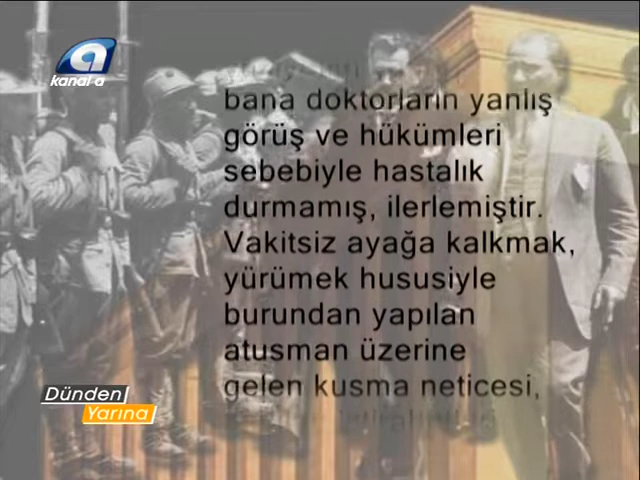 a
kanal-a
bana doktorların yanlış
görüş ve hükümleri
sebebiyle hastalık
durmamış, ilerlemiştir.
Vakitsiz ayağa kalkmak,
yürümek hususiyle
burundan yapılan
atusman üzerine
gelen kusma neticesi,
Dünden
Yarına